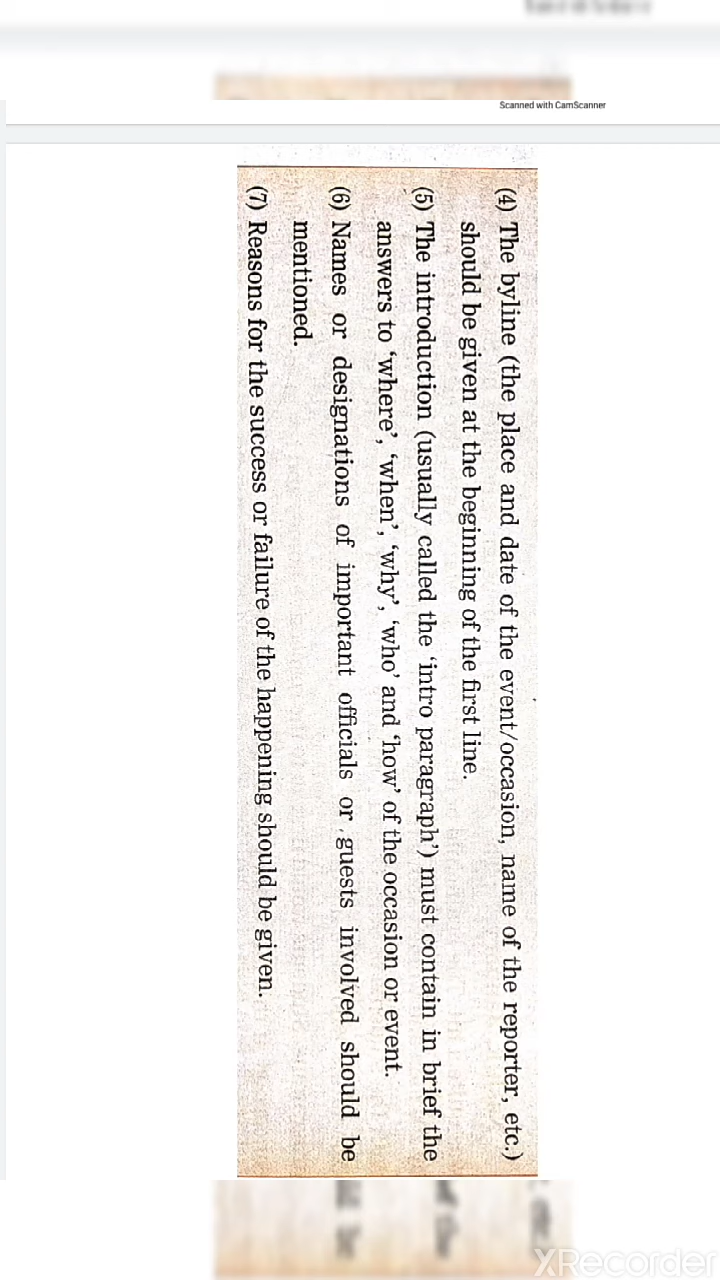 Scanned with CamScanner
(4) The byline (the place and date of the event/occasion, name of the reporter, etc.)
should be given at the beginning of the first line.
(5) The introduction (usually called the ‘intro paragraph’) must contain in brief the
answers to ‘where’, ‘when’, ‘why’, ‘who’ and ‘how’ of the occasion or event.
(6) Names or designations of important officials or guests involved should be
mentioned.
(7) Reasons for the success or failure of the happening should be given.
XRecorder